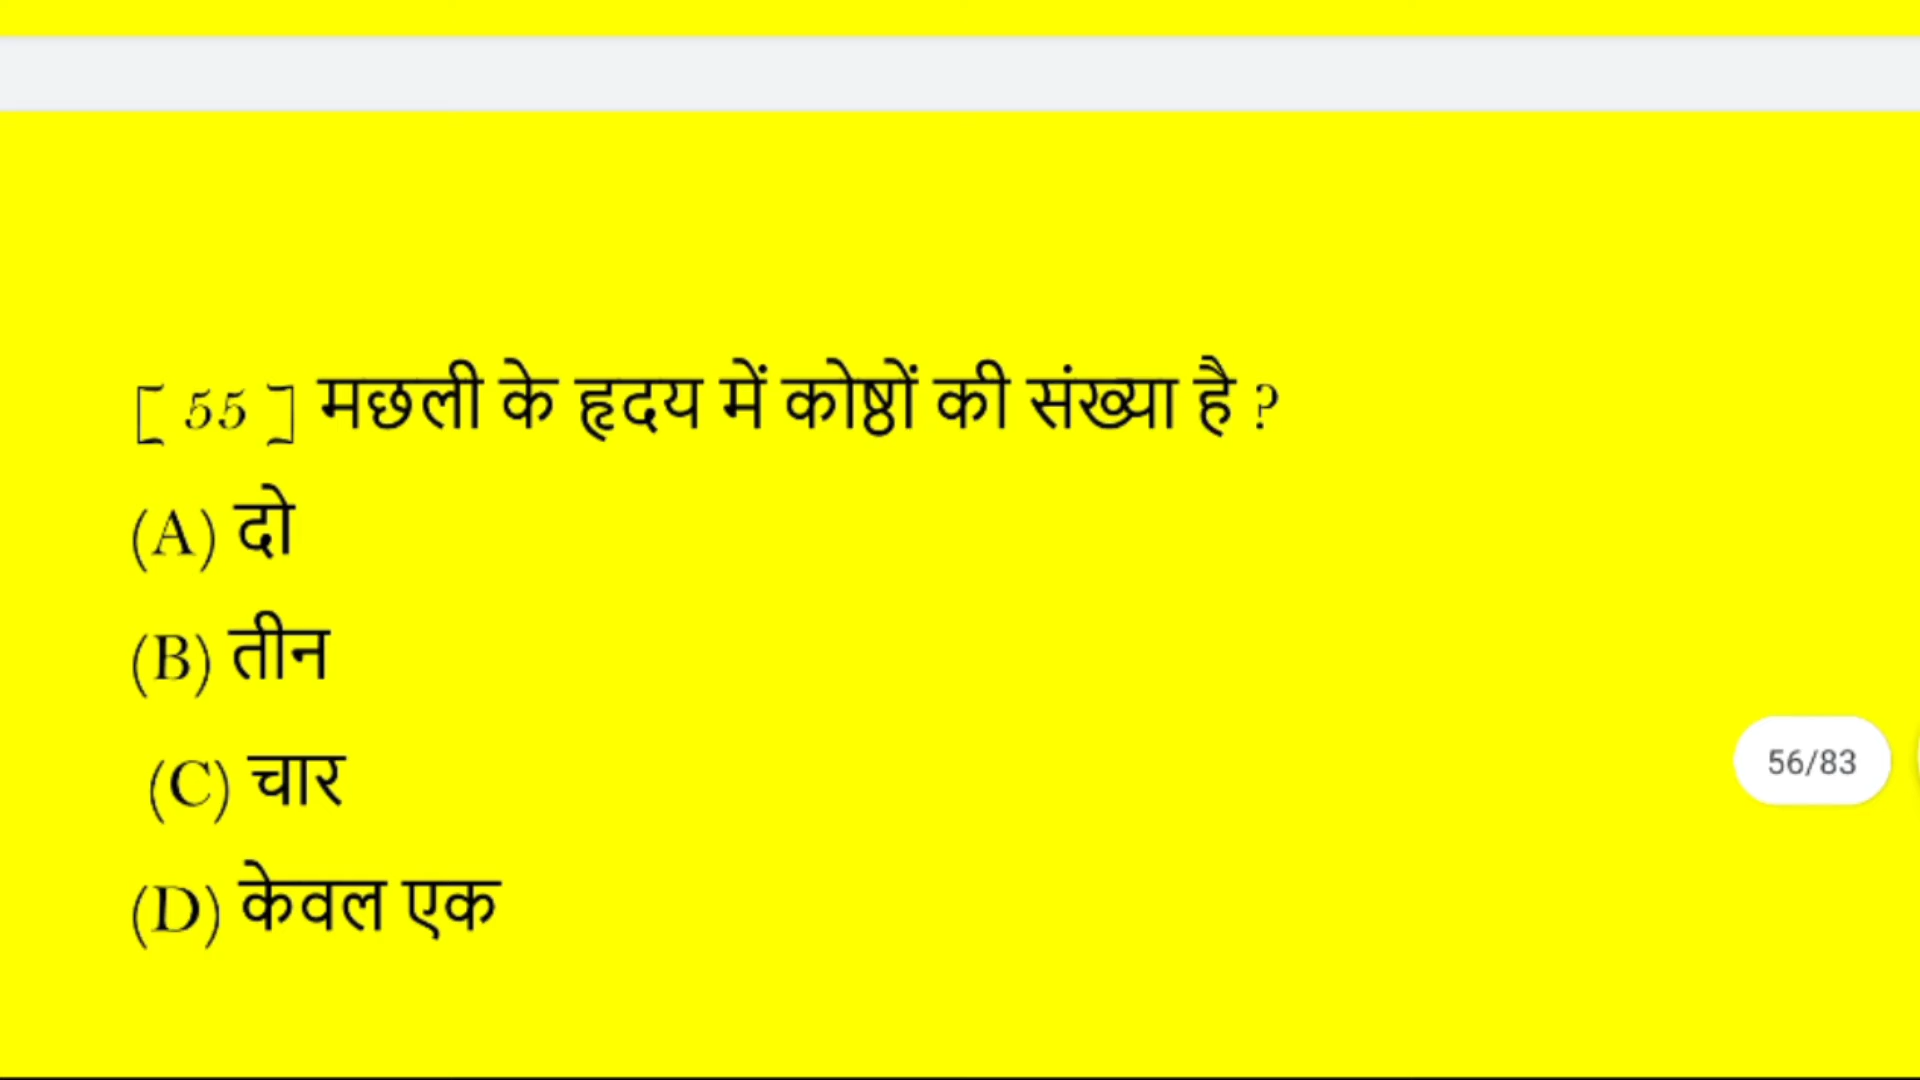 [ 55 ] मछली के हृदय में कोष्ठों की संख्या है ?
(A) दो
(B) तीन
(C) चार
(D) केवल एक
56/83